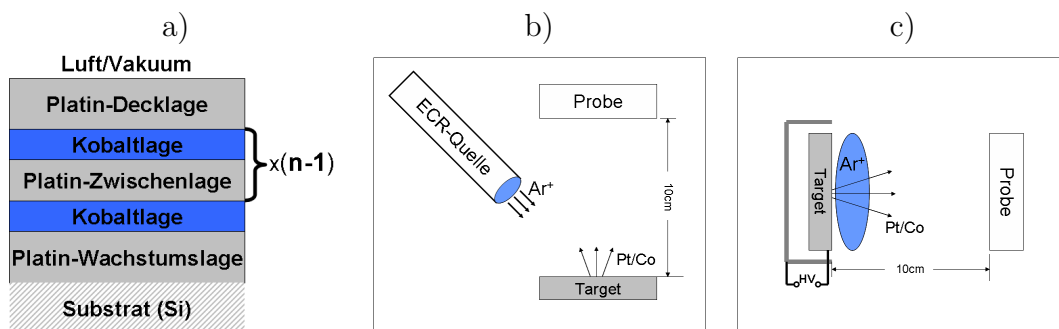 a)
Luft/Vakuum
Platin-Decklage
Kobaltlage
Platin-Zwischenlage
x(n-1)
Kobaltlage
Platin-Wachstumslage
Substrat (Si)
b)
ECR-Quelle
Ar⁺
Probe
10cm
Pt/Co
Target
c)
Target
Ar⁺
Pt/Co
Probe
HV
10cm